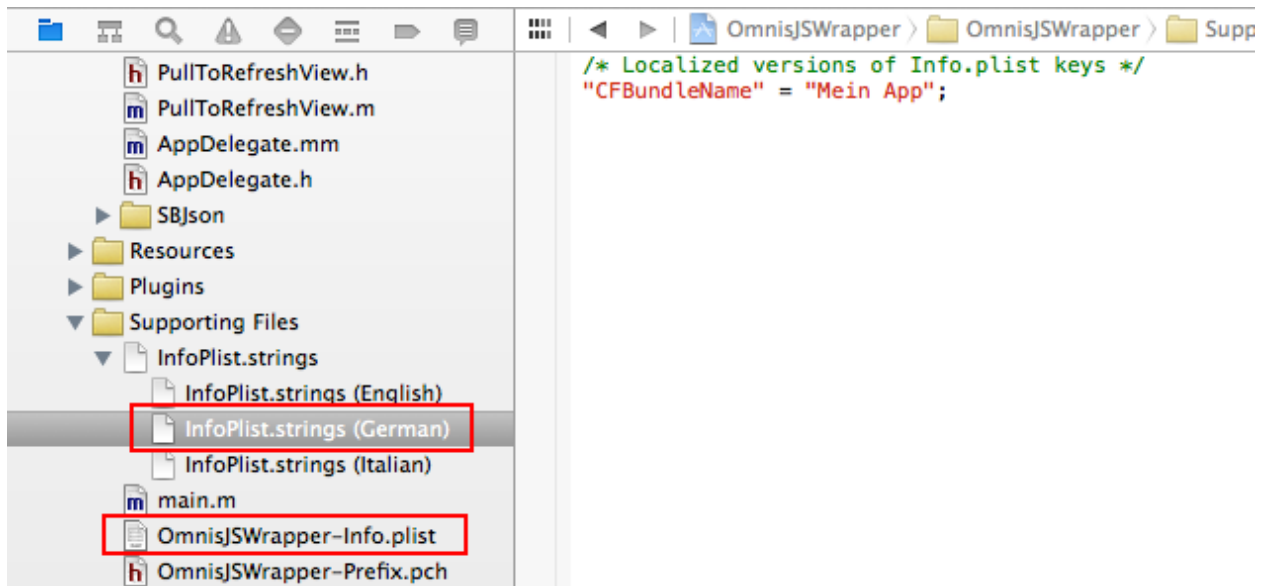 OmnisJSWrapper OmnisJSWrapper Supp
PullToRefreshView.h
PullToRefreshView.m
AppDelegate.mm
AppDelegate.h
SBJson
Resources
Plugins
Supporting Files
InfoPlist.strings
InfoPlist.strings (English)
InfoPlist.strings (German)
InfoPlist.strings (Italian)
main.m
OmnisJSWrapper-Info.plist
OmnisJSWrapper-Prefix.pch
/* Localized versions of Info.plist keys */
"CFBundleName" = "Mein App";